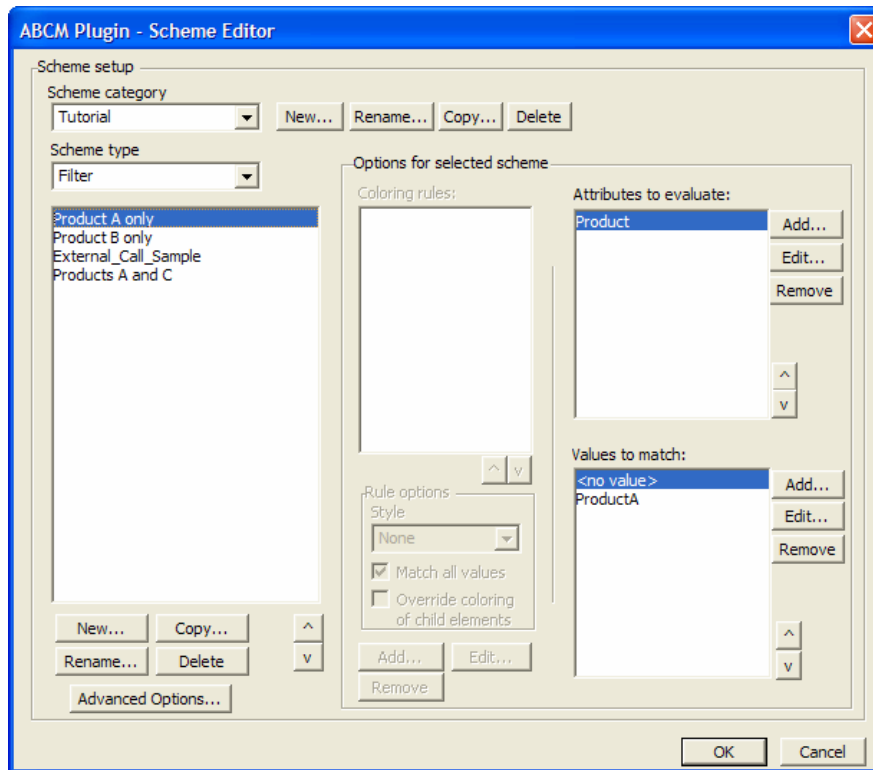 ABCM Plugin - Scheme Editor
Scheme setup
Scheme category
Tutorial
New... Rename... Copy... Delete
Scheme type
Filter
Product A only
Product B only
External_Call_Sample
Products A and C
New... Copy... ^
Rename... Delete v
Advanced Options...
Options for selected scheme
Coloring rules:
^ v
Rule options
Style
None
Match all values
Override coloring
of child elements
Add... Edit...
Remove
Attributes to evaluate:
Product
Add...
Edit...
Remove
^
v
Values to match:
<no value>
ProductA
Add...
Edit...
Remove
^
v
OK Cancel